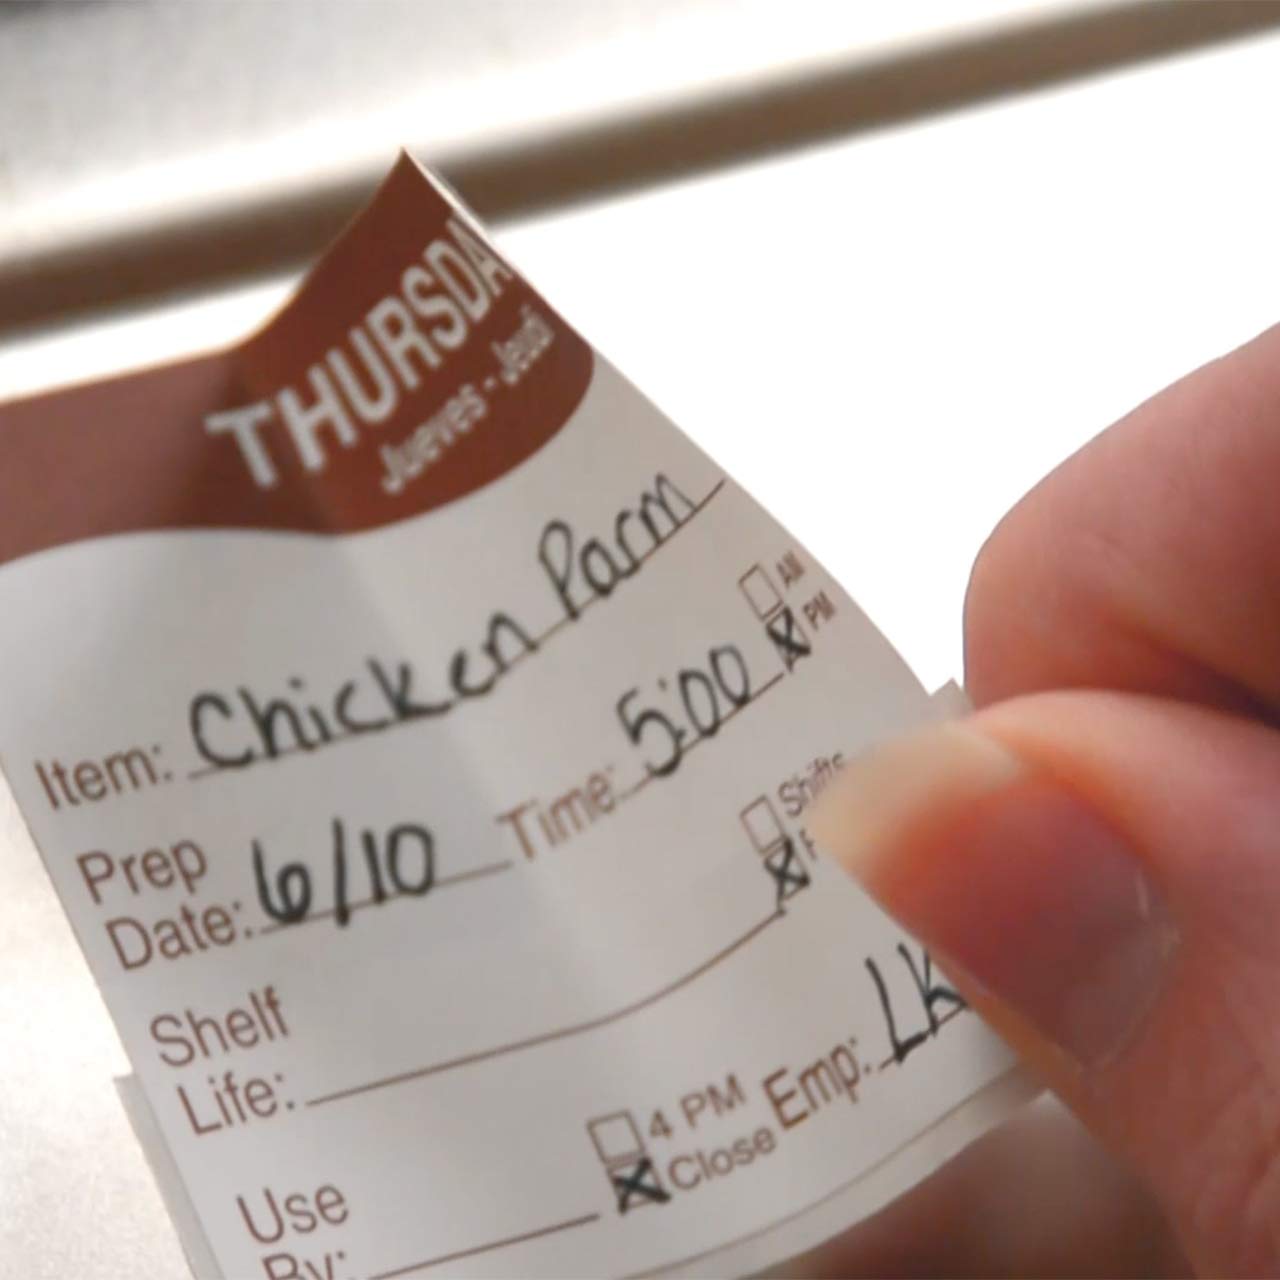 THURSDA
Jueves - Jeudi
Item: Chicken Parm
AM
PM
Prep
Date: 6/10 Time: 5:00
Shifts
Shelf
Life:
4 PM
Close
Emp: LK
Use
By: